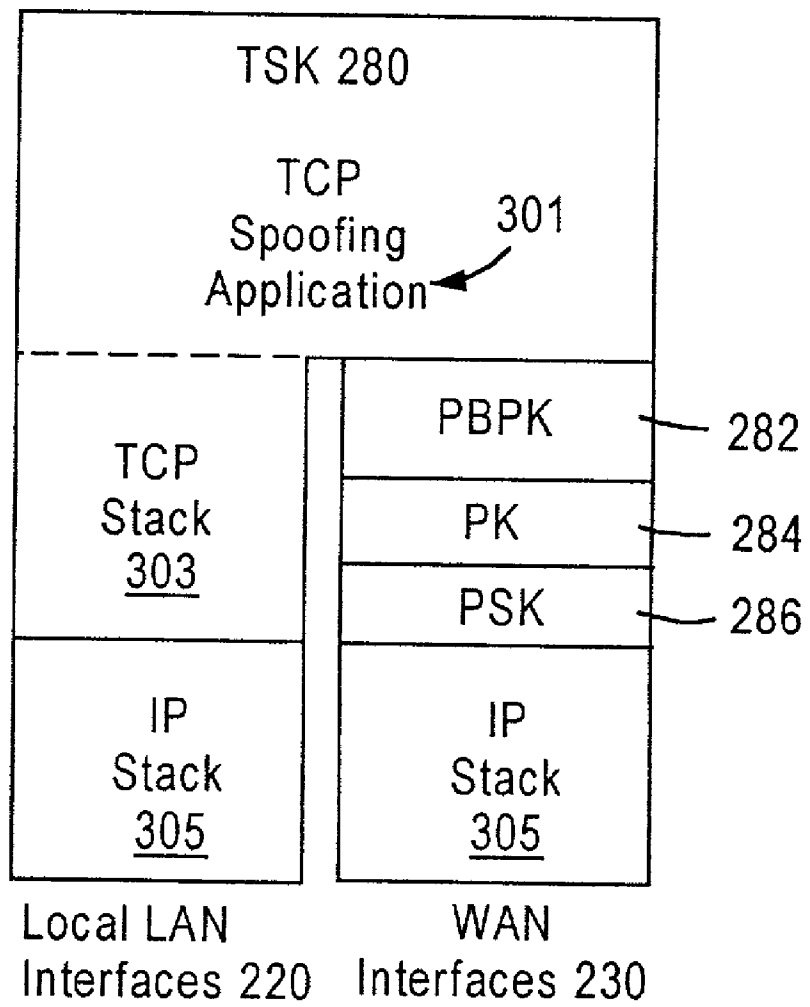 TSK 280
TCP
Spoofing
Application
301
TCP
Stack
303
IP
Stack
305
PBPK
282
PK
284
PSK
286
IP
Stack
305
Local LAN
Interfaces 220
WAN
Interfaces 230